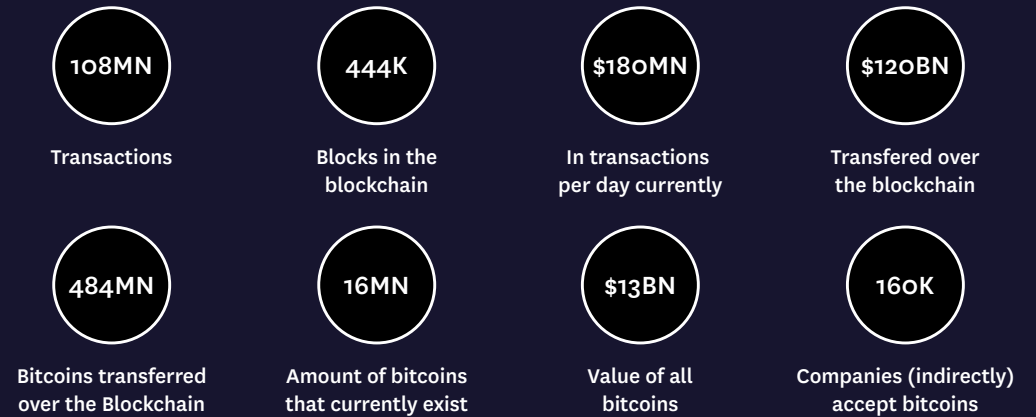 108MN
444K
$180MN
$120BN
Transactions
Blocks in the
blockchain
In transactions
per day currently
Transfered over
the blockchain
484MN
16MN
$13BN
160K
Bitcoins transferred
over the Blockchain
Amount of bitcoins
that currently exist
Value of all
bitcoins
Companies (indirectly)
accept bitcoins